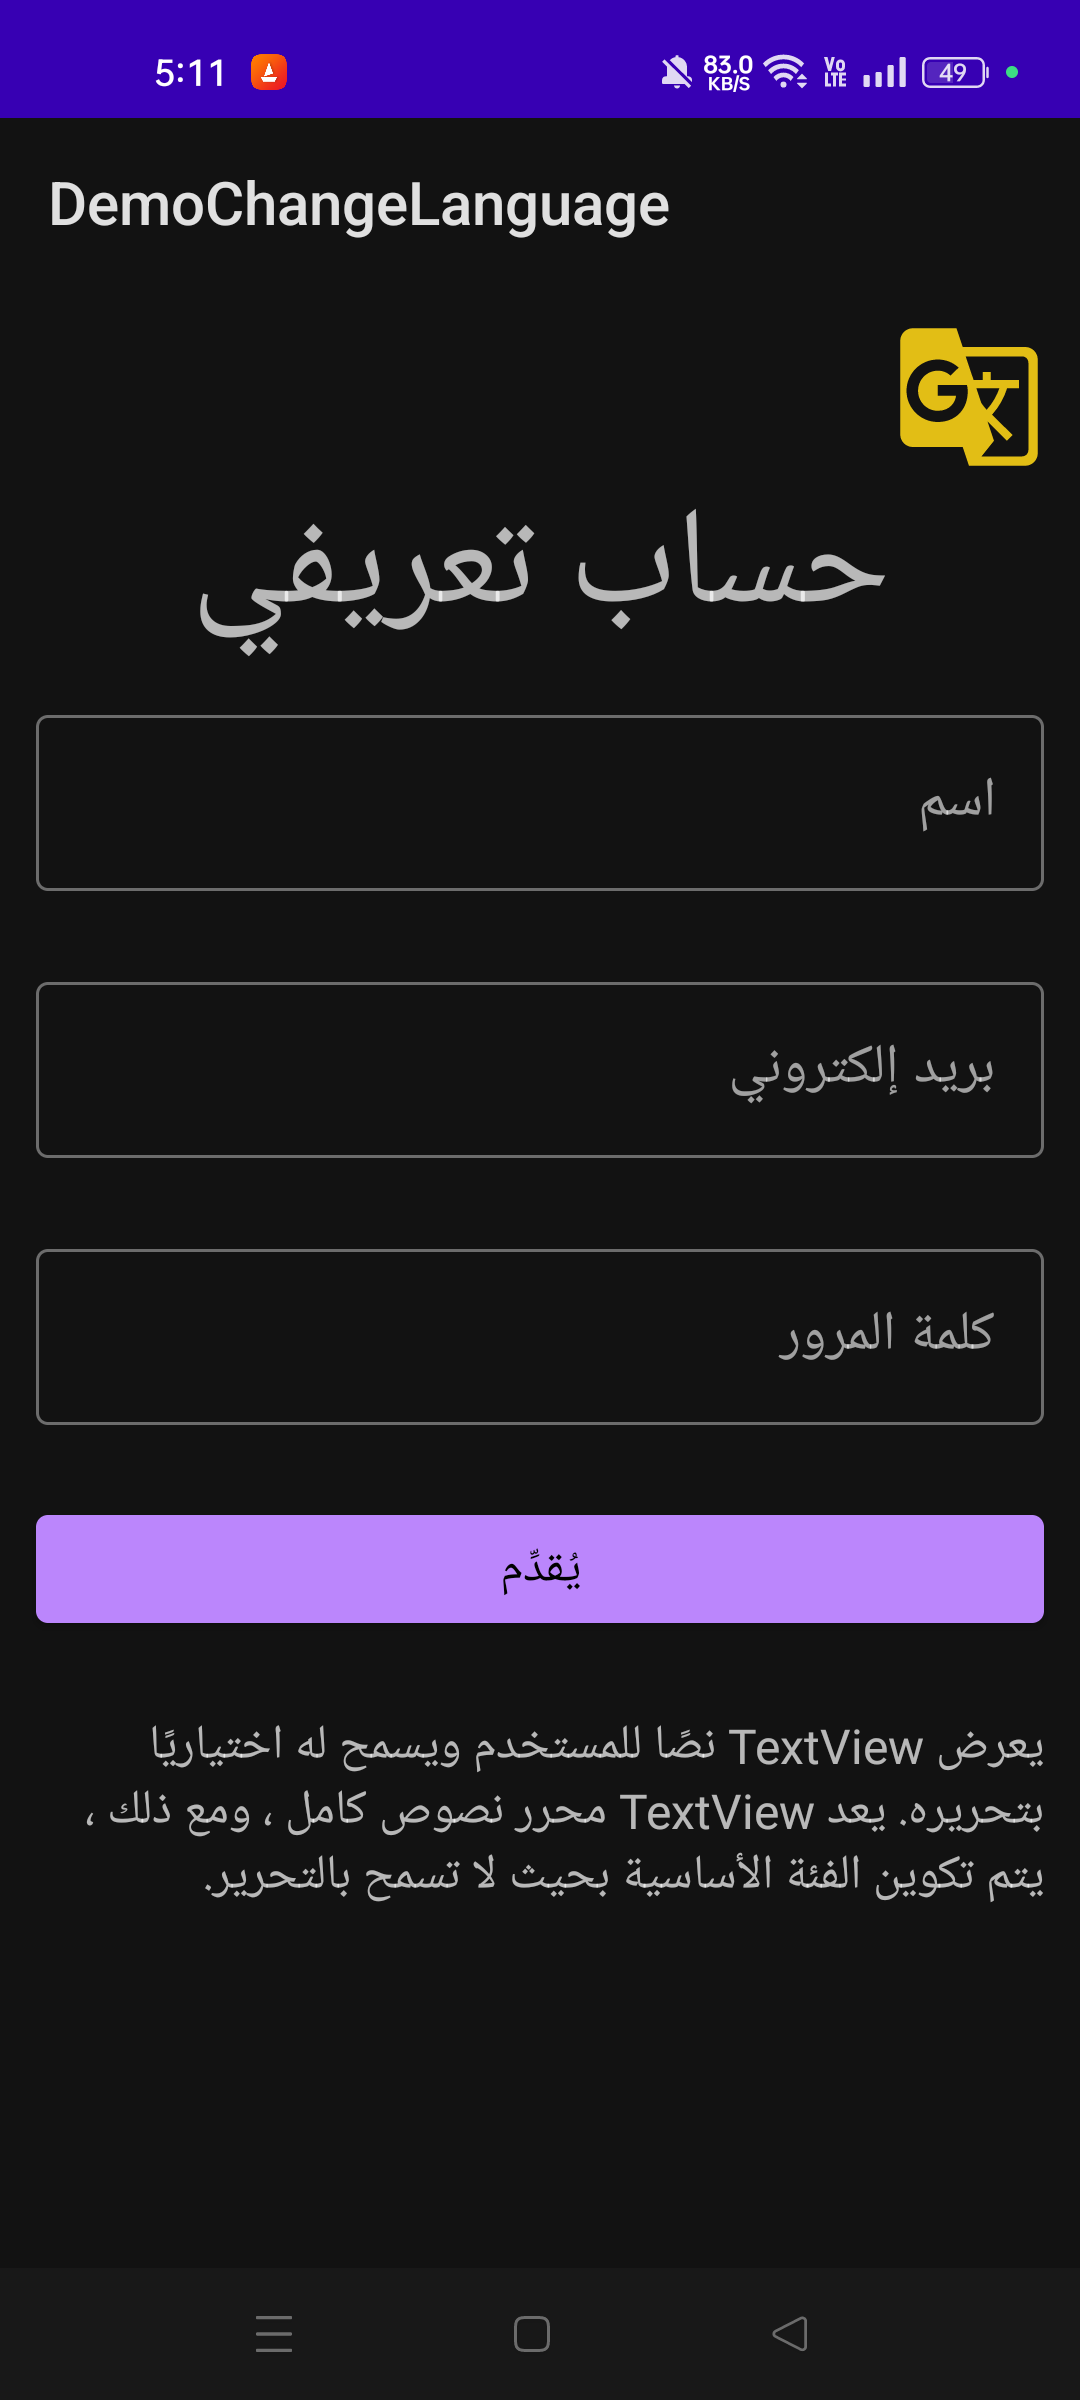 5:11
83.0
KB/S
Vo
LTE
49
DemoChangeLanguage
G
حساب تعريفي
اسم
بريد إلكتروني
كلمة المرور
يُقدِّم
يعرض TextView نصًا للمستخدم ويسمح له اختياريًا
بتحريره. يعد TextView محرر نصوص كامل ، ومع ذلك ،
يتم تكوين الفئة الأساسية بحيث لا تسمح بالتحرير.